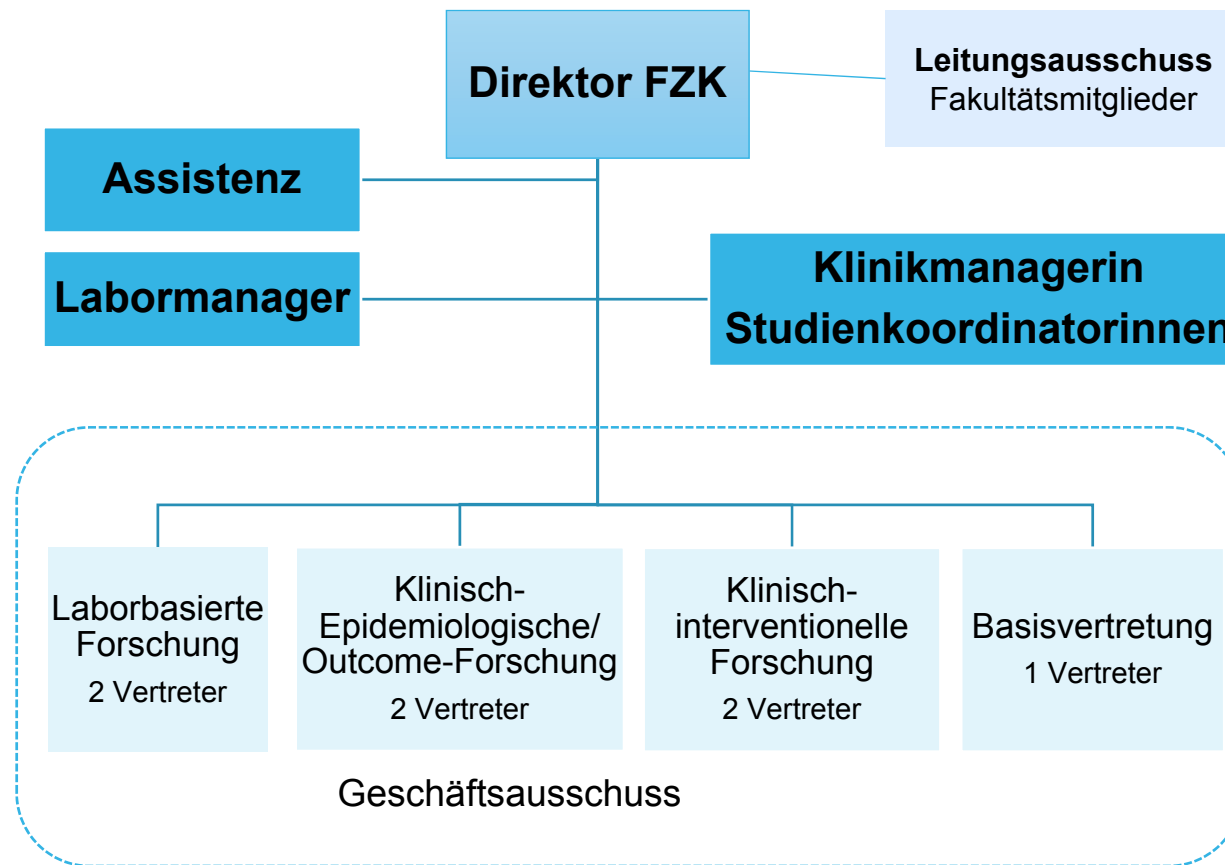 Direktor FZK
Leitungsausschuss
Fakultätsmitglieder
Assistenz
Labormanager
Klinikmanagerin
Studienkoordinatorinnen
Laborbasierte
Forschung
2 Vertreter
Klinisch-
Epidemiologische/
Outcome-Forschung
2 Vertreter
Klinisch-
interventionelle
Forschung
2 Vertreter
Basisvertretung
1 Vertreter
Geschäftsausschuss